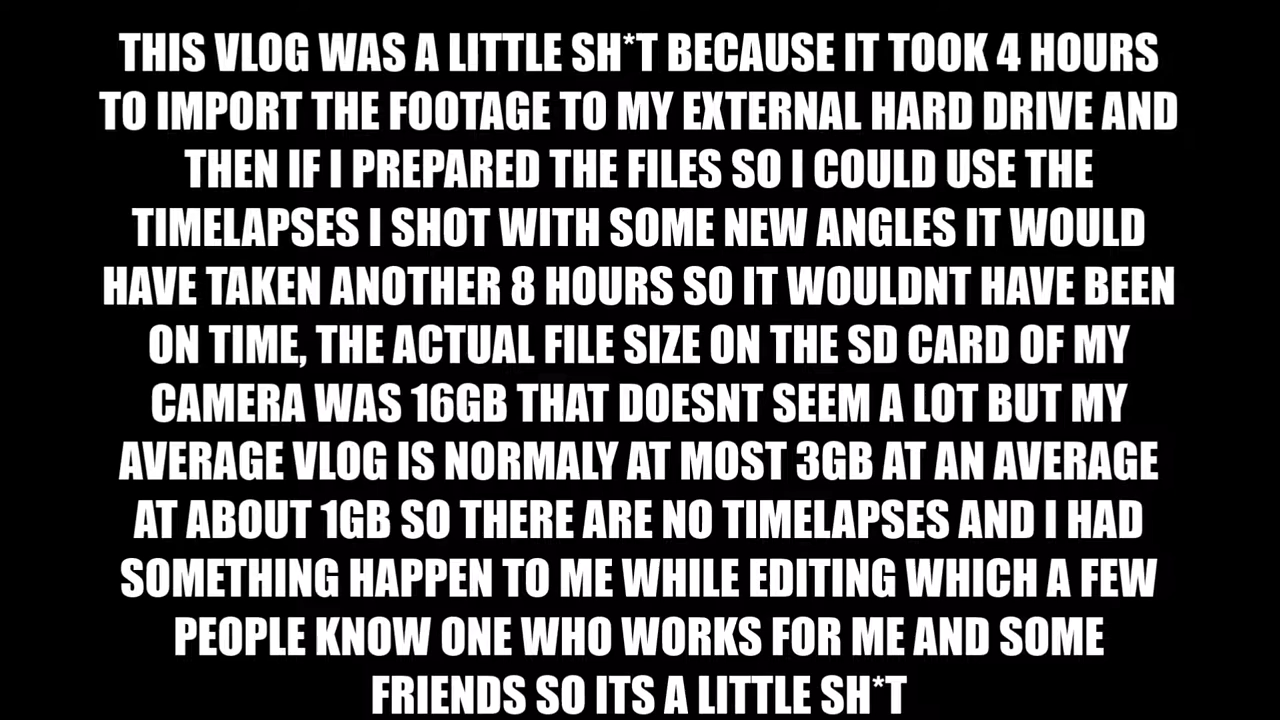 THIS VLOG WAS A LITTLE SH*T BECAUSE IT TOOK 4 HOURS
TO IMPORT THE FOOTAGE TO MY EXTERNAL HARD DRIVE AND
THEN IF I PREPARED THE FILES SO I COULD USE THE
TIMELAPSES I SHOT WITH SOME NEW ANGLES IT WOULD
HAVE TAKEN ANOTHER 8 HOURS SO IT WOULDNT HAVE BEEN
ON TIME, THE ACTUAL FILE SIZE ON THE SD CARD OF MY
CAMERA WAS 16GB THAT DOESNT SEEM A LOT BUT MY
AVERAGE VLOG IS NORMALY AT MOST 3GB AT AN AVERAGE
AT ABOUT 1GB SO THERE ARE NO TIMELAPSES AND I HAD
SOMETHING HAPPEN TO ME WHILE EDITING WHICH A FEW
PEOPLE KNOW ONE WHO WORKS FOR ME AND SOME
FRIENDS SO ITS A LITTLE SH*T